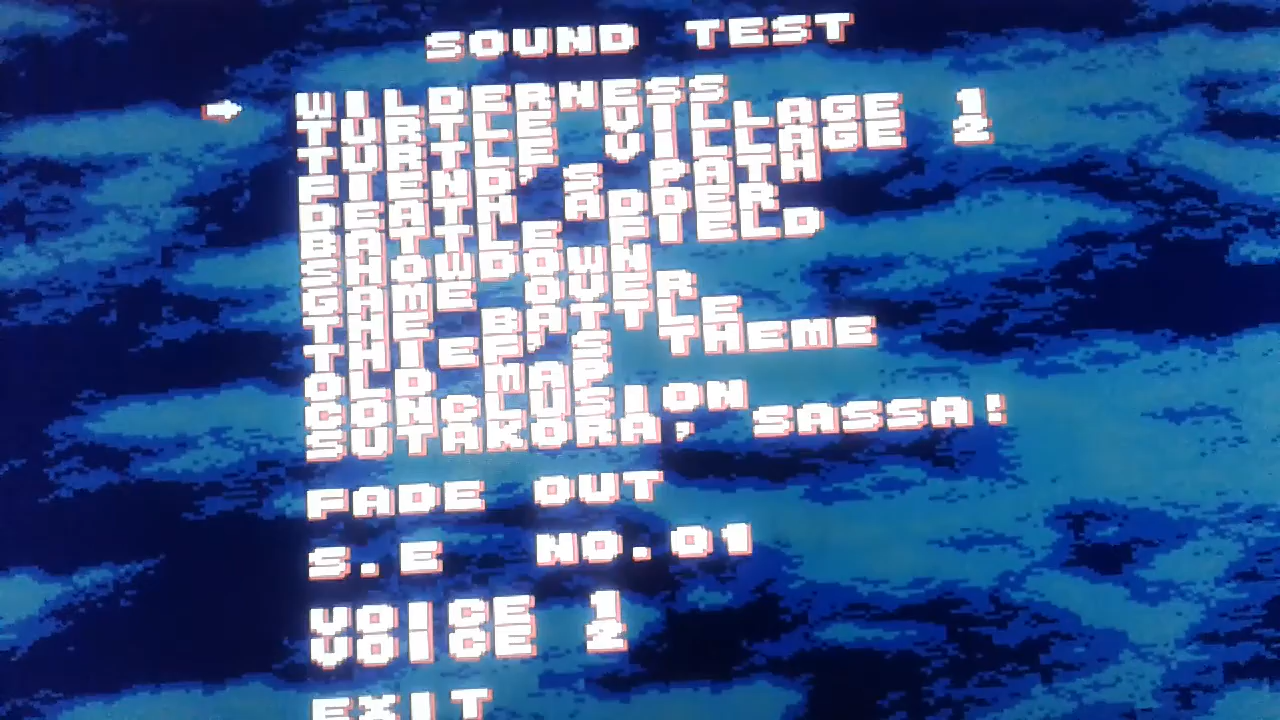 SOUND TEST
WILDERNESS
TURTLE VILLAGE 1
TURTLE VILLAGE 2
FIEND'S PATH
DEATH ADDER
BATTLE FIELD
SHOWDOWN
GAME OVER
THE BATTLE
THIEF'S THEME
OLD MAP
CONCLUSION
SUTAKORA, SASSA!
FADE OUT
S.E NO.01
VOICE 1
VOICE 2
EXIT